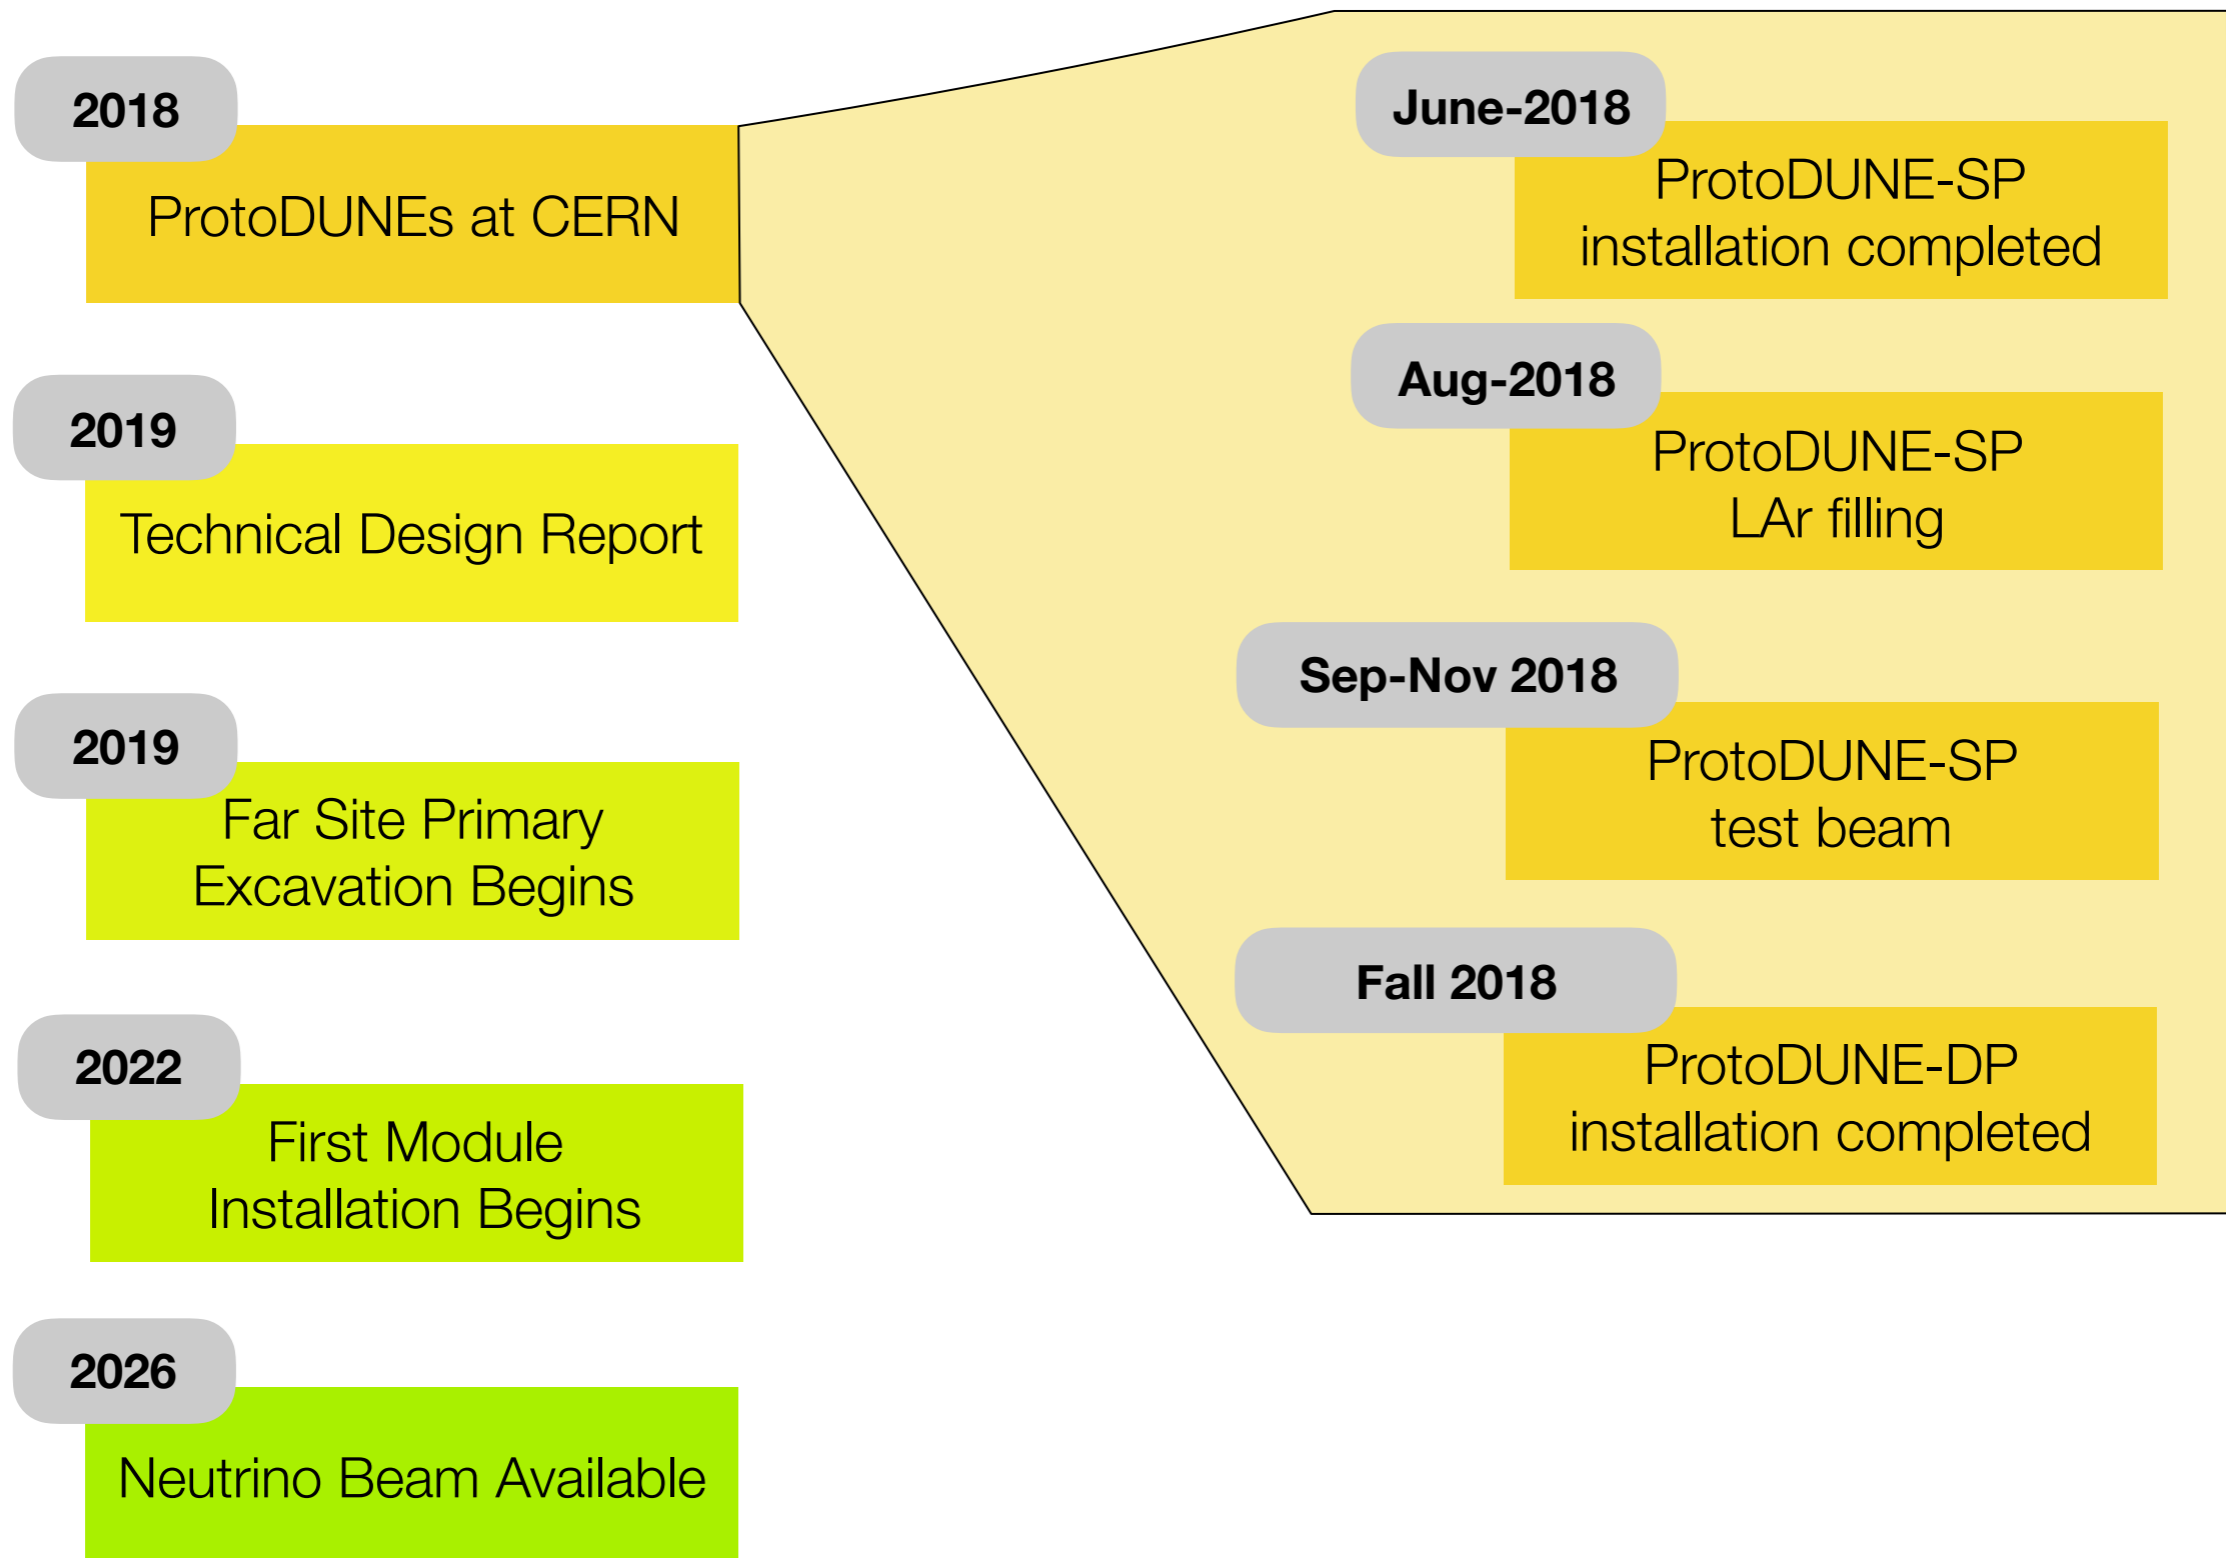 2018
ProtoDUNEs at CERN
2019
Technical Design Report
2019
Far Site Primary
Excavation Begins
2022
First Module
Installation Begins
2026
Neutrino Beam Available
June-2018
ProtoDUNE-SP
installation completed
Aug-2018
ProtoDUNE-SP
LAr filling
Sep-Nov 2018
ProtoDUNE-SP
test beam
Fall 2018
ProtoDUNE-DP
installation completed